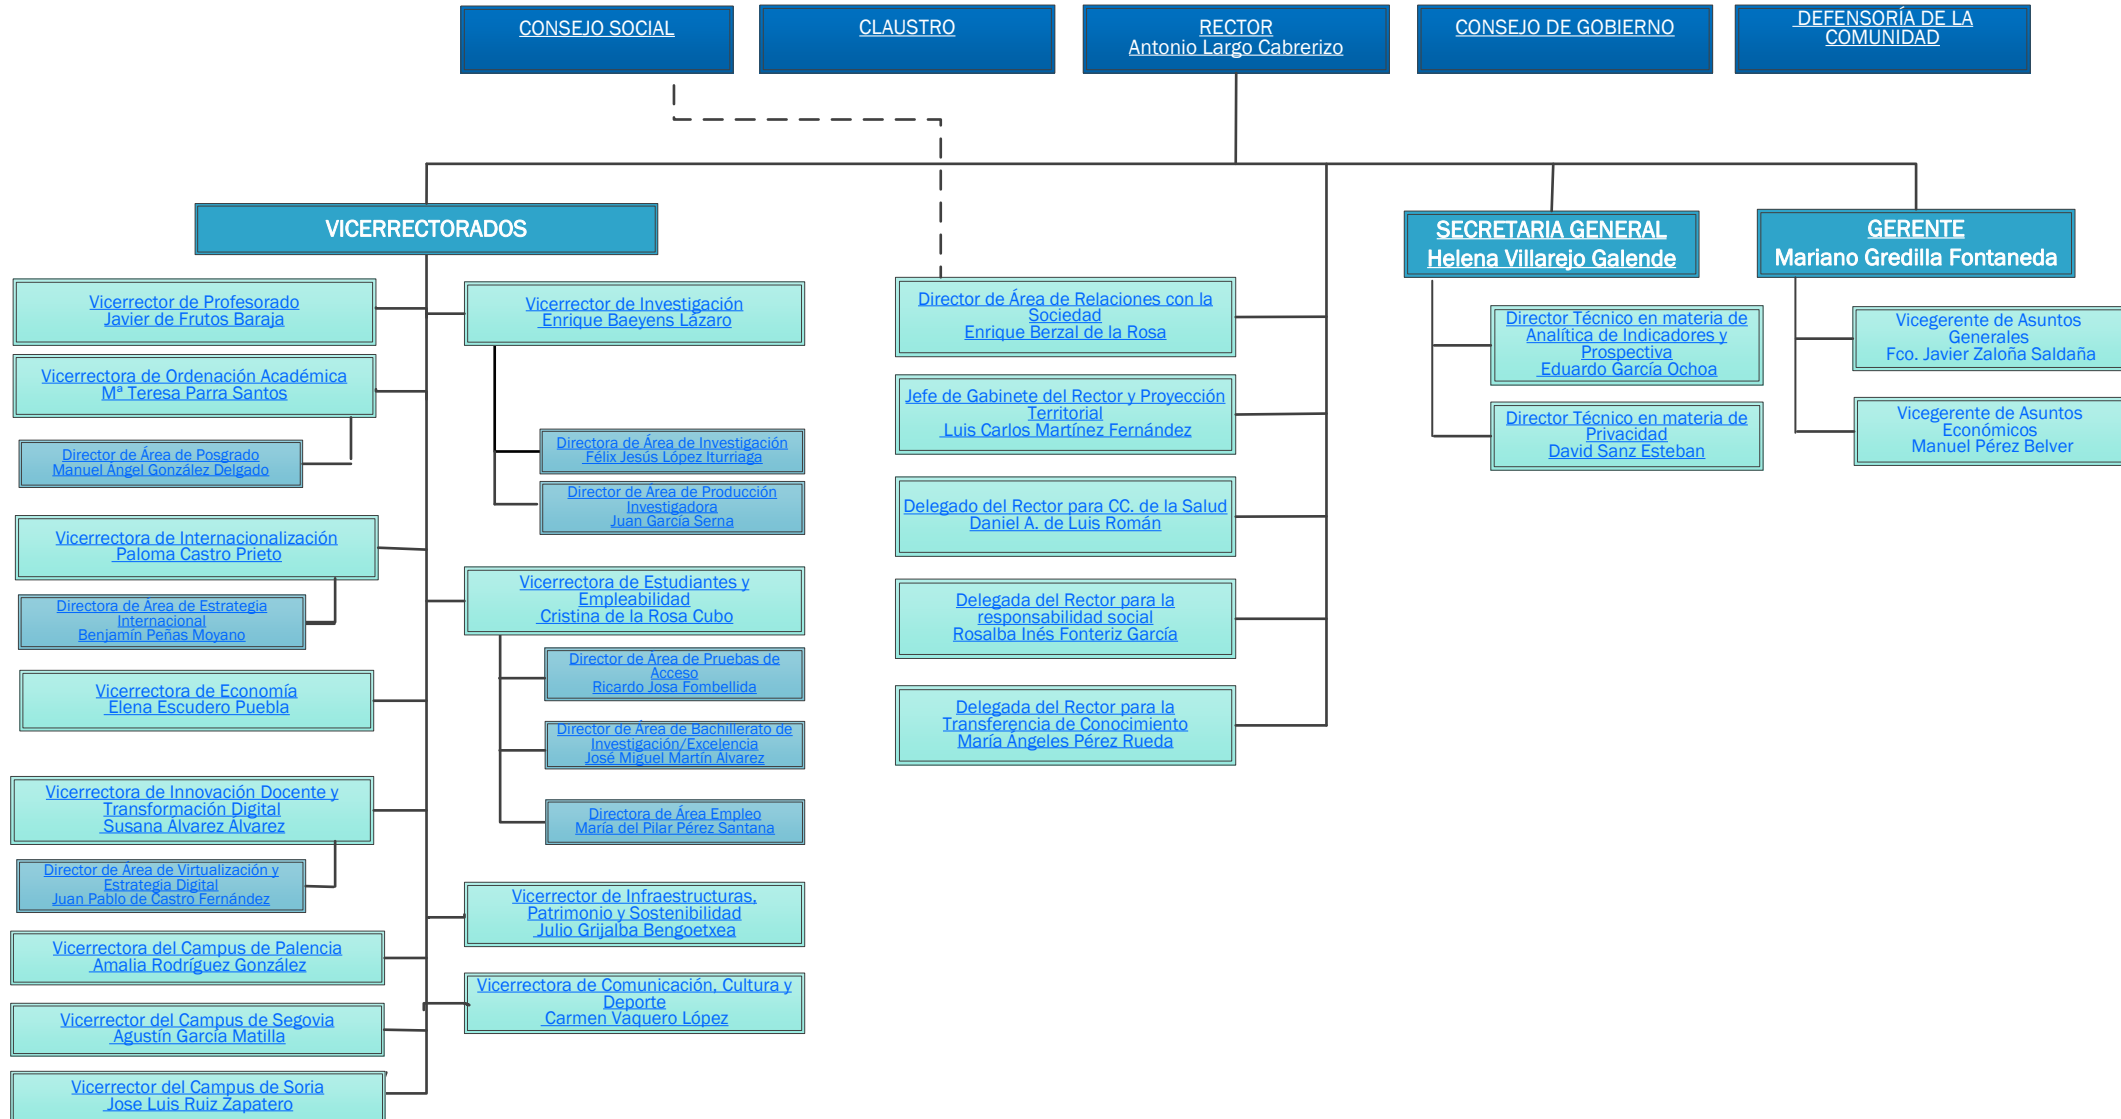 CONSEJO SOCIAL
CLAUSTRO
RECTOR
Antonio Largo Cabrerizo
CONSEJO DE GOBIERNO
DEFENSORÍA DE LA
COMUNIDAD
VICERRECTORADOS
Vicerrector de Profesorado
Javier de Frutos Baraja
Vicerrectora de Ordenación Académica
Mª Teresa Parra Santos
Director de Área de Posgrado
Manuel Ángel González Delgado
Vicerrectora de Internacionalización
Paloma Castro Prieto
Directora de Área de Estrategia
Internacional
Benjamín Peñas Moyano
Vicerrectora de Economía
Elena Escudero Puebla
Vicerrectora de Innovación Docente y
Transformación Digital
Susana Álvarez Álvarez
Director de Área de Virtualización y
Estrategia Digital
Juan Pablo de Castro Fernández
Vicerrectora del Campus de Palencia
Amalia Rodríguez González
Vicerrector del Campus de Segovia
Agustín García Matilla
Vicerrector del Campus de Soria
Jose Luis Ruiz Zapatero
Vicerrector de Investigación
Enrique Baeyens Lázaro
Directora de Área de Investigación
Félix Jesús López Iturriaga
Director de Área de Producción
Investigadora
Juan García Serna
Vicerrectora de Estudiantes y
Empleabilidad
Cristina de la Rosa Cubo
Director de Área de Pruebas de
Acceso
Ricardo Josa Fombellida
Director de Área de Bachillerato de
Investigación/Excelencia
José Miguel Martín Álvarez
Directora de Área Empleo
María del Pilar Pérez Santana
Vicerrector de Infraestructuras,
Patrimonio y Sostenibilidad
Julio Grijalba Bengoetxea
Vicerrectora de Comunicación, Cultura y
Deporte
Carmen Vaquero López
Director de Área de Relaciones con la
Sociedad
Enrique Berzal de la Rosa
Jefe de Gabinete del Rector y Proyección
Territorial
Luis Carlos Martínez Fernández
Delegado del Rector para CC. de la Salud
Daniel A. de Luis Román
Delegada del Rector para la
responsabilidad social
Rosalba Inés Fonteriz García
Delegada del Rector para la
Transferencia de Conocimiento
María Ángeles Pérez Rueda
SECRETARIA GENERAL
Helena Villarejo Galende
Director Técnico en materia de
Analítica de Indicadores y
Prospectiva
Eduardo García Ochoa
Director Técnico en materia de
Privacidad
David Sanz Esteban
GERENTE
Mariano Gredilla Fontaneda
Vicegerente de Asuntos
Generales
Fco. Javier Zaloña Saldaña
Vicegerente de Asuntos
Económicos
Manuel Pérez Belver